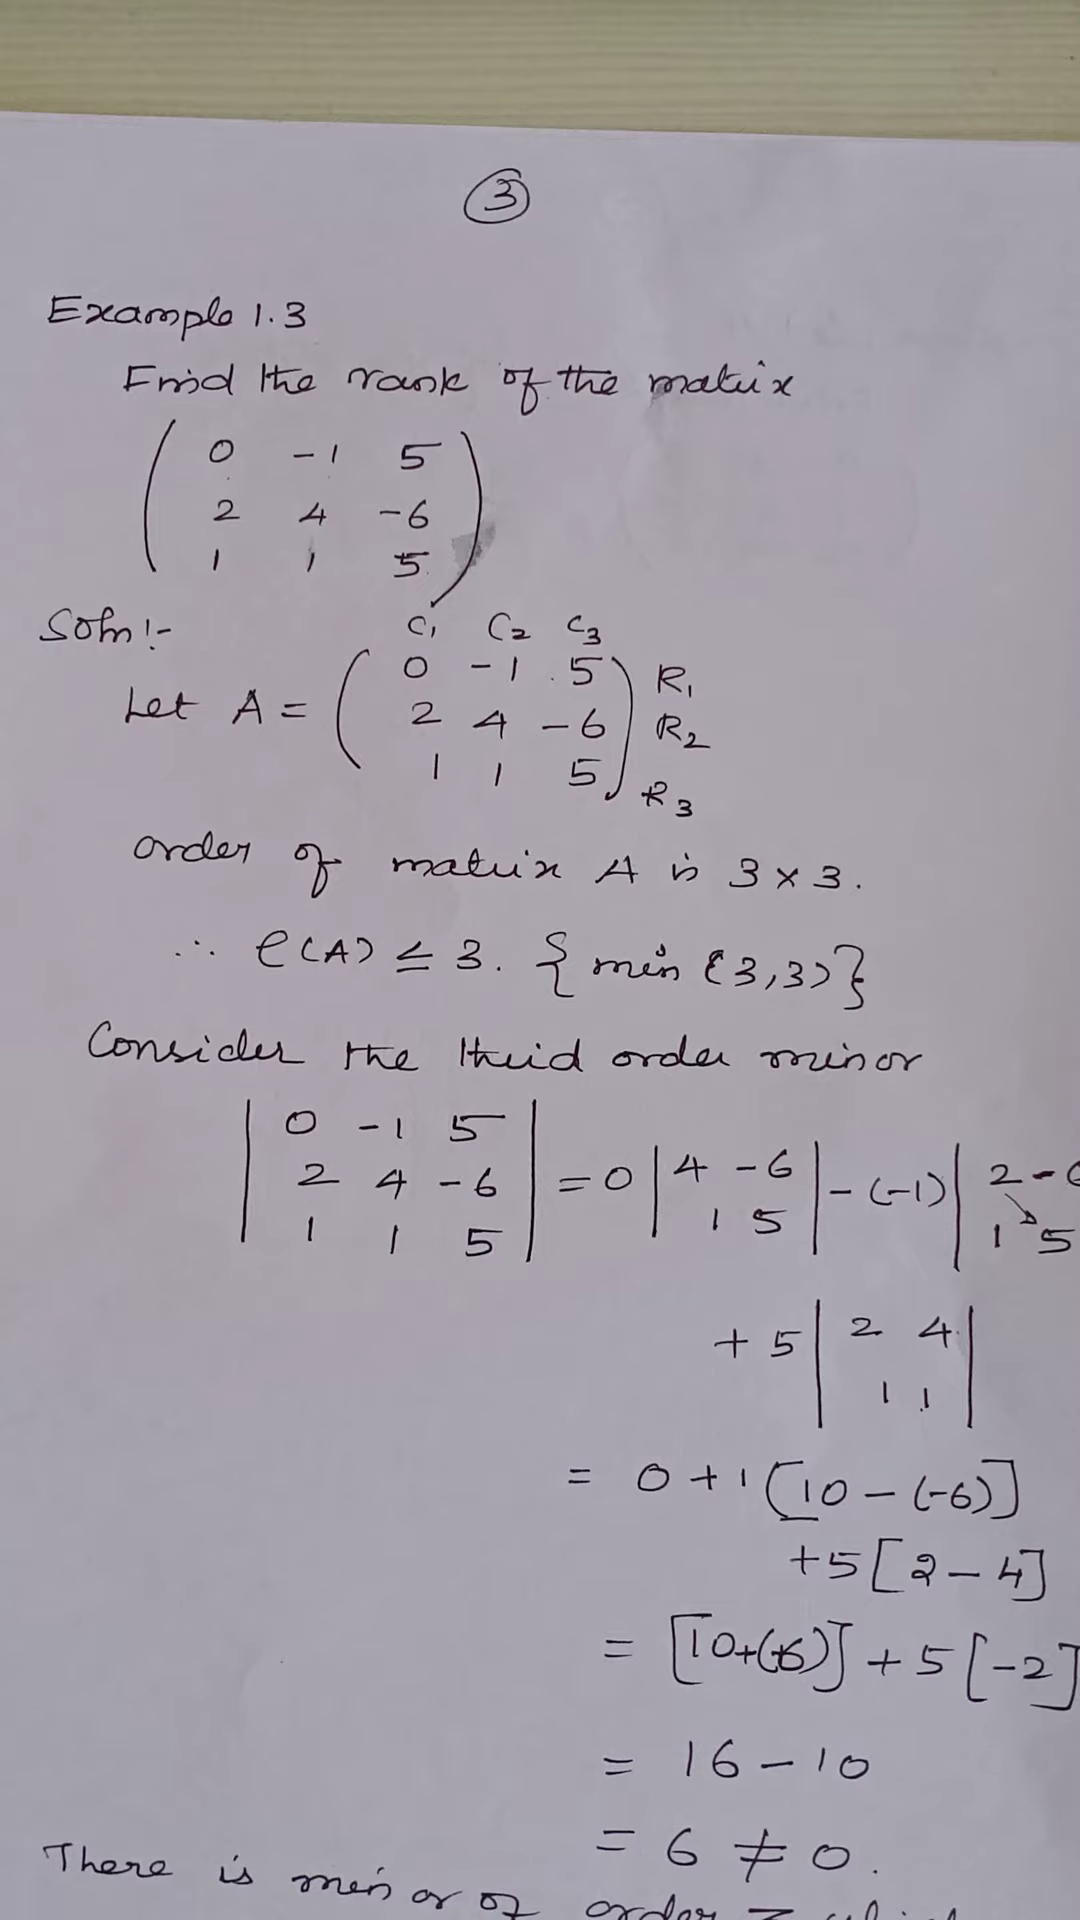 3
Example 1.3
Find the rank of the matrix
0 -1 5
2 4 -6
1 1 5
Soln :-
C1 C2 C3
Let A = ( 0 -1 5 ) R1
2 4 -6 R2
1 1 5 R3
order of matrix A is 3 × 3.
∴ ρ(A) ≤ 3. {min (3,3)}
Consider the third order minor
| 0 -1 5 |
| 2 4 -6 | = 0 | 4 -6 | - (-1) | 2 -6
| 1 1 5 | | 1 5 | | 1 5
+ 5 | 2 4 |
| 1 1 |
= 0 + 1 [10 - (-6)]
+5 [2 - 4]
= [10+(+6)] + 5 [-2]
= 16 - 10
= 6 ≠ 0.
There is minor of order 3